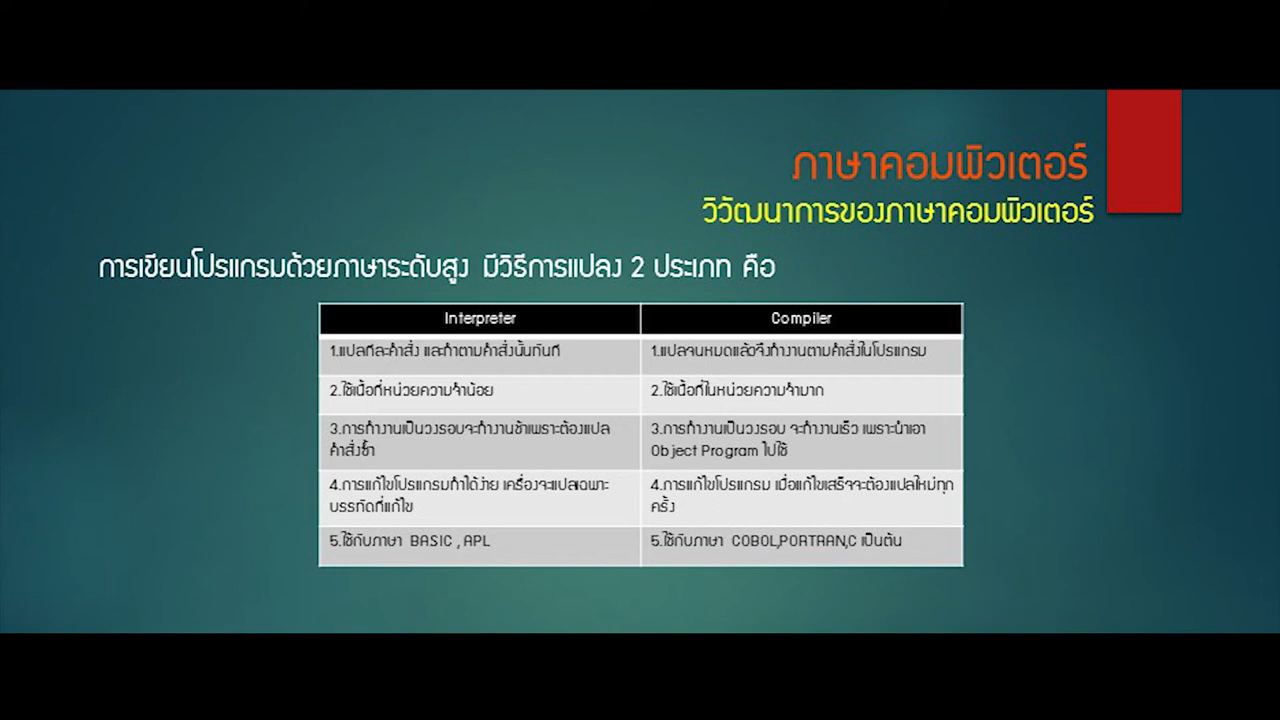 ภาษาคอมพิวเตอร์
วิวัฒนาการของภาษาคอมพิวเตอร์
การเขียนโปรแกรมด้วยภาษาระดับสูง มีวิธีการแปลง 2 ประเภท คือ
Interpreter
Compiler
1.แปลทีละคำสั่ง และทำตามคำสั่งนั้นทันที
1.แปลจนหมดแล้วจึงทำงานตามคำสั่งในโปรแกรม
2.ใช้เนื้อที่หน่วยความจำน้อย
2.ใช้เนื้อที่ในหน่วยความจำมาก
3.การทำงานเป็นวงรอบจะทำงานช้าเพราะต้องแปล
คำสั่งซ้ำ
3.การทำงานเป็นวงรอบ จะทำงานเร็ว เพราะนำเอา
Object Program ไปใช้
4.การแก้ไขโปรแกรมทำได้ง่าย เครื่องจะแปลเฉพาะ
บรรทัดที่แก้ไข
4.การแก้ไขโปรแกรม เมื่อแก้ไขเสร็จจะต้องแปลใหม่ทุก
ครั้ง
5.ใช้กับภาษา BASIC , APL
5.ใช้กับภาษา COBOL,PORTRAN,C เป็นต้น